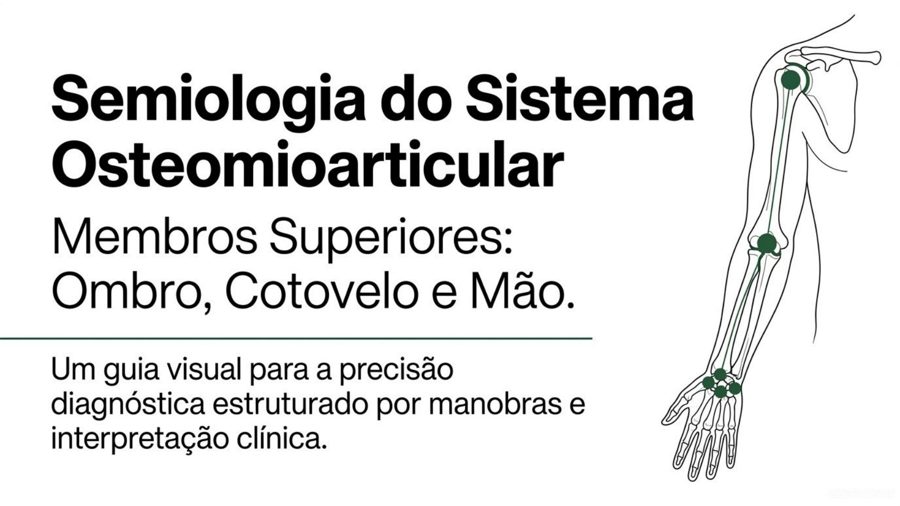 Semiologia do Sistema
Osteomioarticular
Membros Superiores:
Ombro, Cotovelo e Mão.
Um guia visual para a precisão
diagnóstica estruturado por manobras e
interpretação clínica.